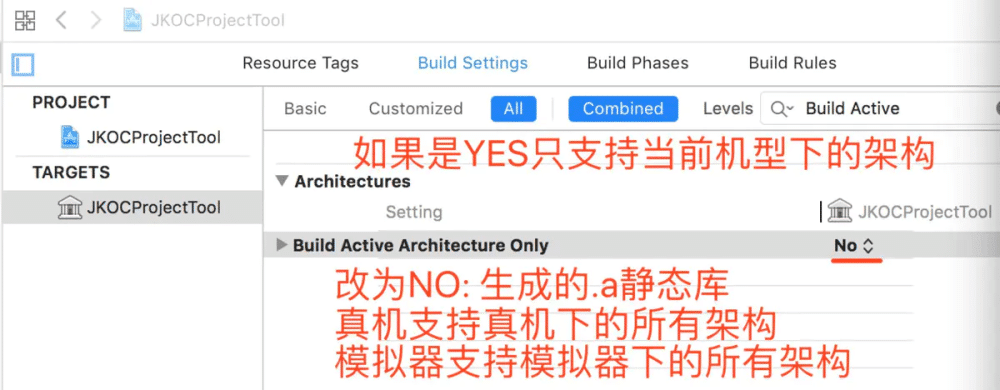 JKOCProjectTool
Resource Tags Build Settings Build Phases Build Rules
PROJECT
JKOCProjectTool
TARGETS
JKOCProjectTool
Basic Customized All Combined Levels Build Active
如果是YES只支持当前机型下的架构
Architectures
Setting JKOCProjectTool
Build Active Architecture Only No
改为NO: 生成的.a静态库
真机支持真机下的所有架构
模拟器支持模拟器下的所有架构